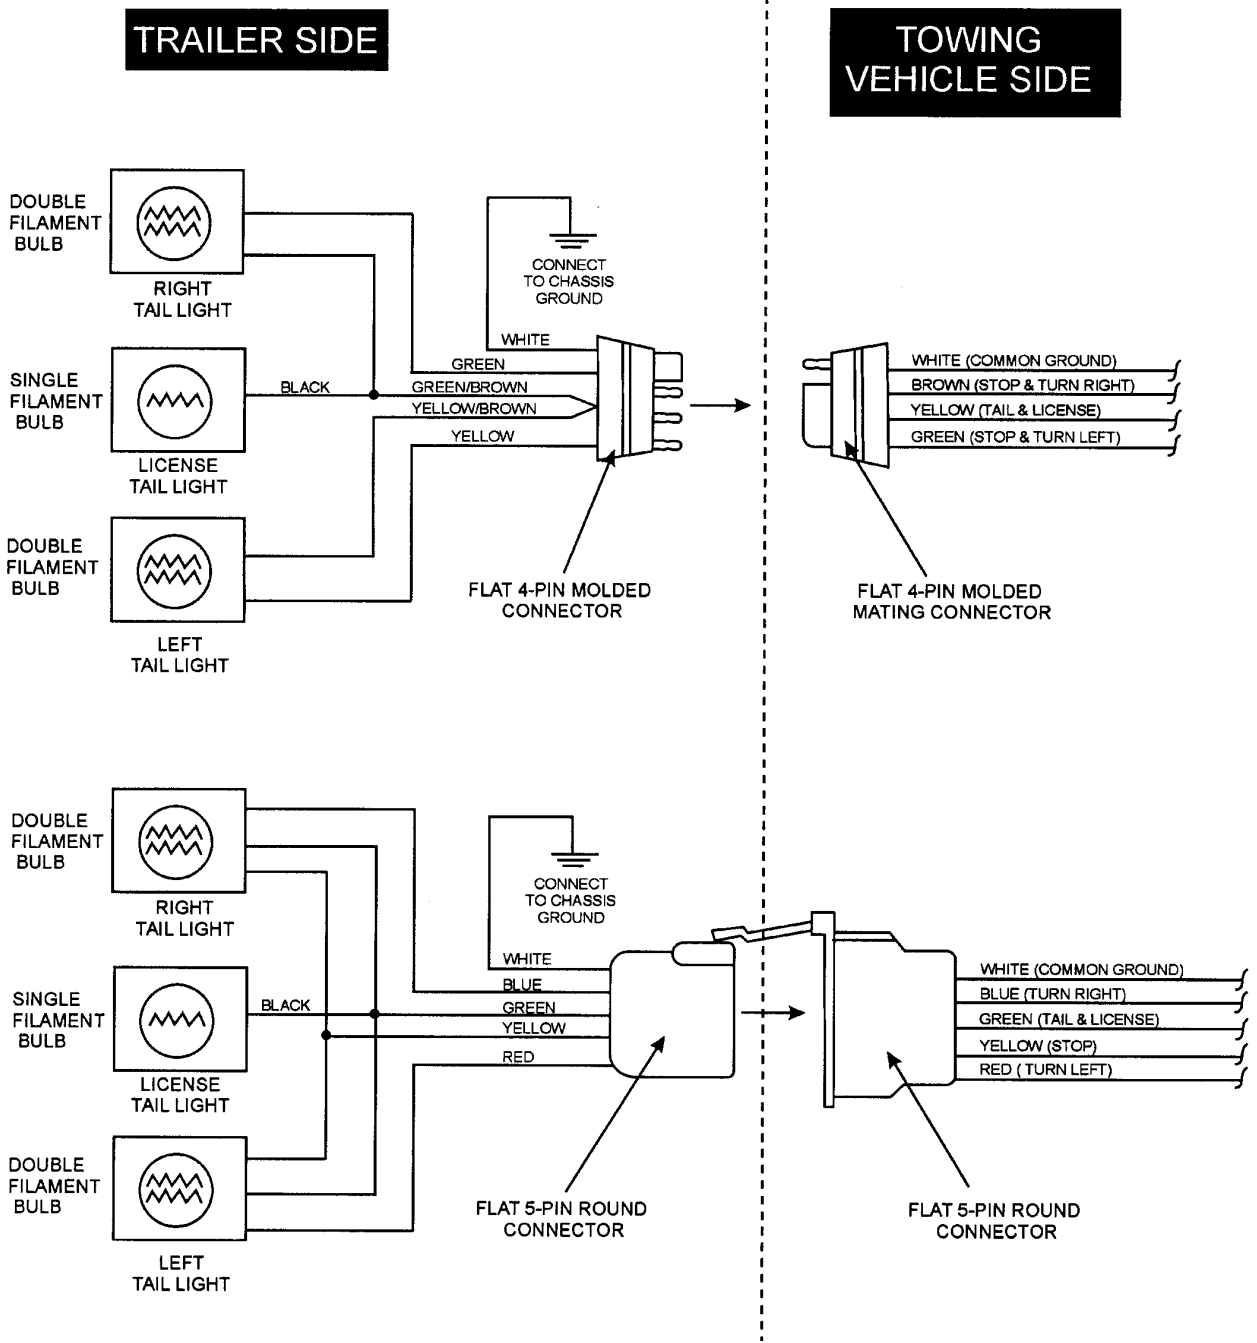 TRAILER SIDE
TOWING
VEHICLE SIDE
DOUBLE
FILAMENT
BULB
RIGHT
TAIL LIGHT
CONNECT
TO CHASSIS
GROUND
WHITE
GREEN
SINGLE
FILAMENT
BULB
BLACK
GREEN/BROWN
YELLOW/BROWN
YELLOW
LICENSE
TAIL LIGHT
WHITE (COMMON GROUND)
BROWN (STOP & TURN RIGHT)
YELLOW (TAIL & LICENSE)
GREEN (STOP & TURN LEFT)
DOUBLE
FILAMENT
BULB
LEFT
TAIL LIGHT
FLAT 4-PIN MOLDED
CONNECTOR
FLAT 4-PIN MOLDED
MATING CONNECTOR
DOUBLE
FILAMENT
BULB
RIGHT
TAIL LIGHT
CONNECT
TO CHASSIS
GROUND
WHITE
BLUE
SINGLE
FILAMENT
BULB
BLACK
GREEN
YELLOW
RED
LICENSE
TAIL LIGHT
WHITE (COMMON GROUND)
BLUE (TURN RIGHT)
GREEN (TAIL & LICENSE)
YELLOW (STOP)
RED ( TURN LEFT)
DOUBLE
FILAMENT
BULB
LEFT
TAIL LIGHT
FLAT 5-PIN ROUND
CONNECTOR
FLAT 5-PIN ROUND
CONNECTOR